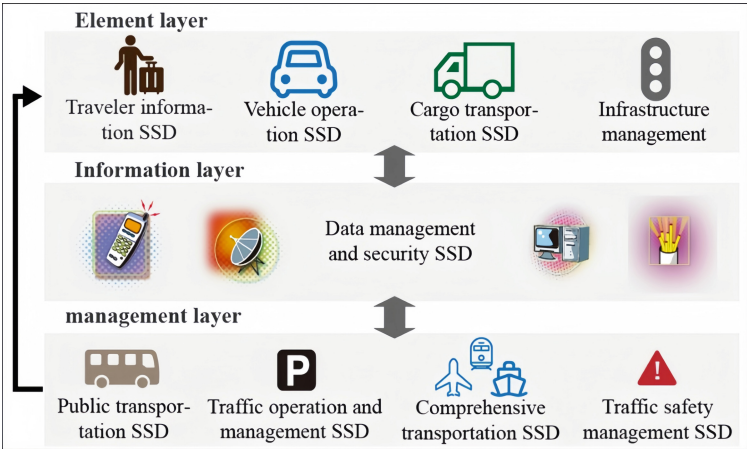 Element layer
Traveler informa-
tion SSD
Vehicle opera-
tion SSD
Cargo transpor-
tation SSD
Infrastructure
management
Information layer
Data management
and security SSD
management layer
P
Public transpor-
tation SSD
Traffic operation and
management SSD
Comprehensive
transportation SSD
!
Traffic safety
management SSD